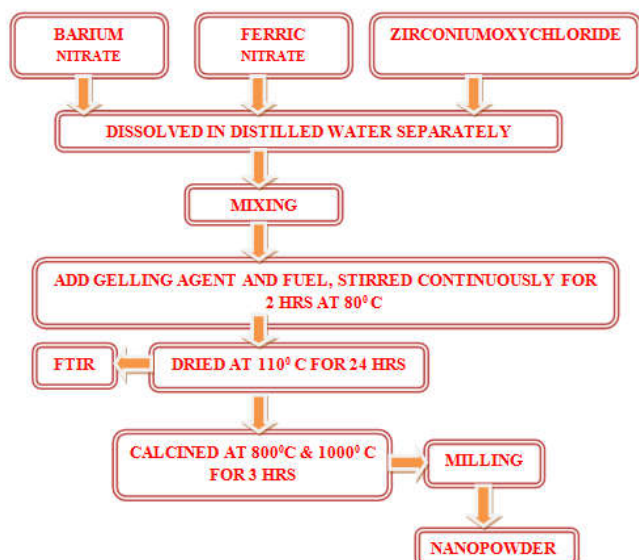 BARIUM
NITRATE
FERRIC
NITRATE
ZIRCONIUMOXYCHLORIDE
DISSOLVED IN DISTILLED WATER SEPARATELY
MIXING
ADD GELLING AGENT AND FUEL, STIRRED CONTINUOUSLY FOR
2 HRS AT 80⁰ C
FTIR
DRIED AT 110⁰ C FOR 24 HRS
CALCINED AT 800⁰C & 1000⁰ C
FOR 3 HRS
MILLING
NANOPOWDER